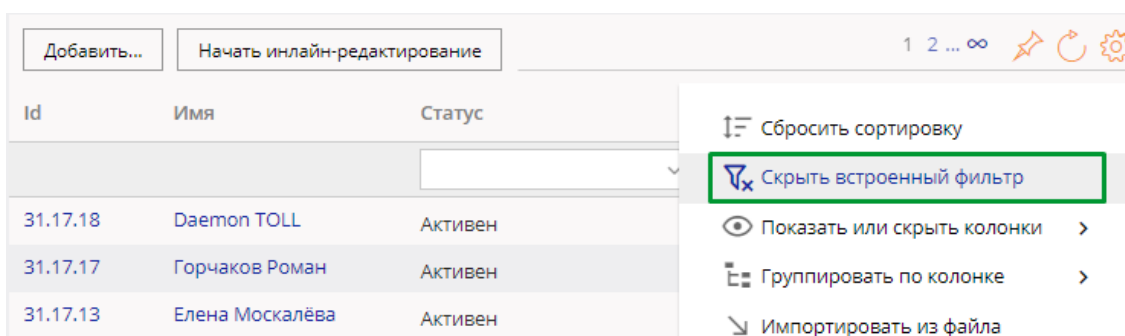 Добавить... Начать инлайн-редактирование 1 2 ... ∞
Id Имя Статус
Сбросить сортировку
Скрыть встроенный фильтр
31.17.18 Daemon TOLL Активен
Показать или скрыть колонки
31.17.17 Горчаков Роман Активен
Группировать по колонке
31.17.13 Елена Москалёва Активен
Импортировать из файла